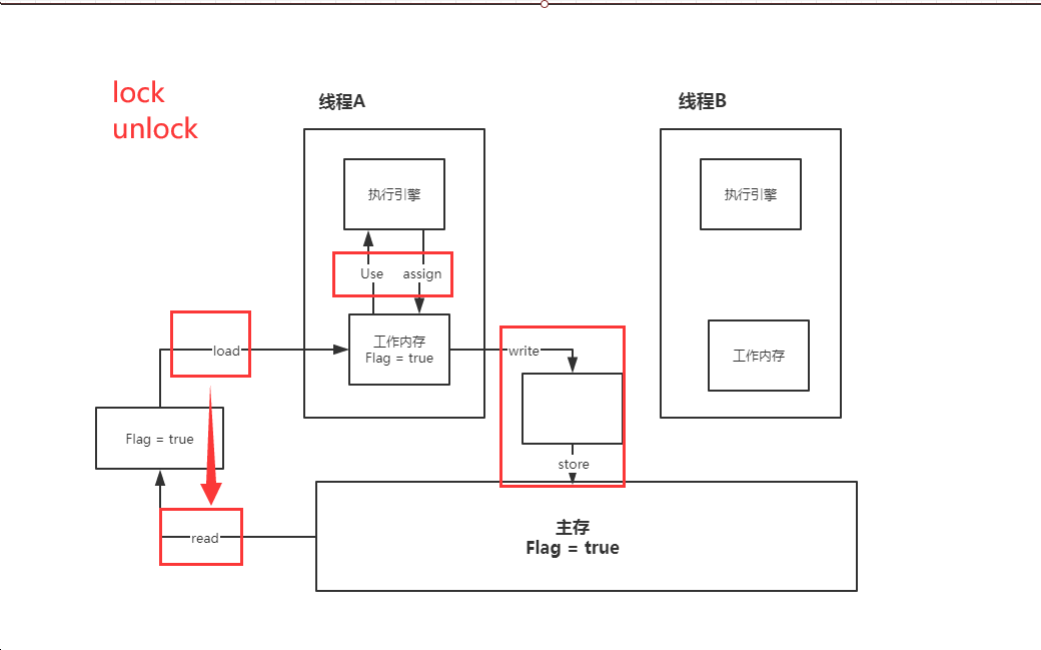 lock
unlock
线程A
线程B
执行引擎
执行引擎
Use
assign
工作内存
Flag = true
工作内存
load
write
Flag = true
store
read
主存
Flag = true